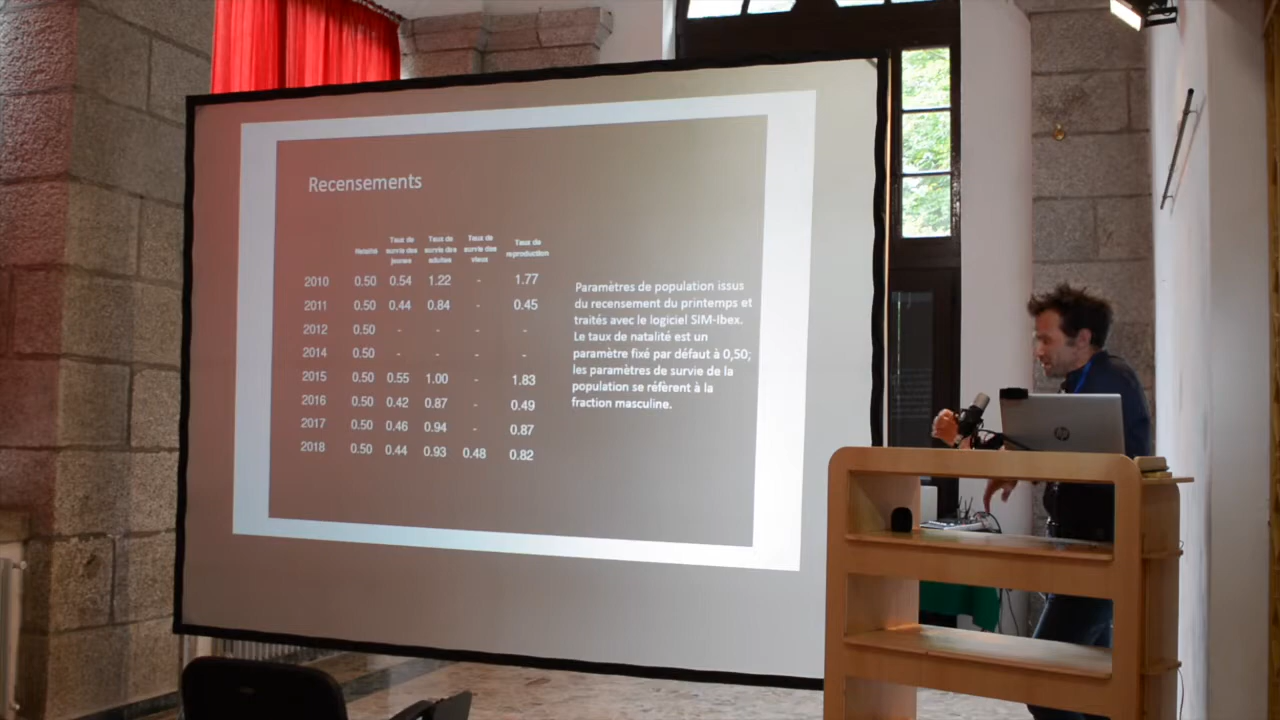 Recensements
Natalité
Taux de
survie des
jeunes
Taux de
survie des
adultes
Taux de
survie des
vieux
Taux de
reproduction
2010 0.50 0.54 1.22 - 1.77
2011 0.50 0.44 0.84 - 0.45
2012 0.50 - - - -
2014 0.50 - - - -
2015 0.50 0.55 1.00 - 1.83
2016 0.50 0.42 0.87 - 0.49
2017 0.50 0.46 0.94 - 0.87
2018 0.50 0.44 0.93 0.48 0.82
Paramètres de population issus
du recensement du printemps et
traités avec le logiciel SIM-Ibex.
Le taux de natalité est un
paramètre fixé par défaut à 0,50;
les paramètres de survie de la
population se réfèrent à la
fraction masculine.
hp